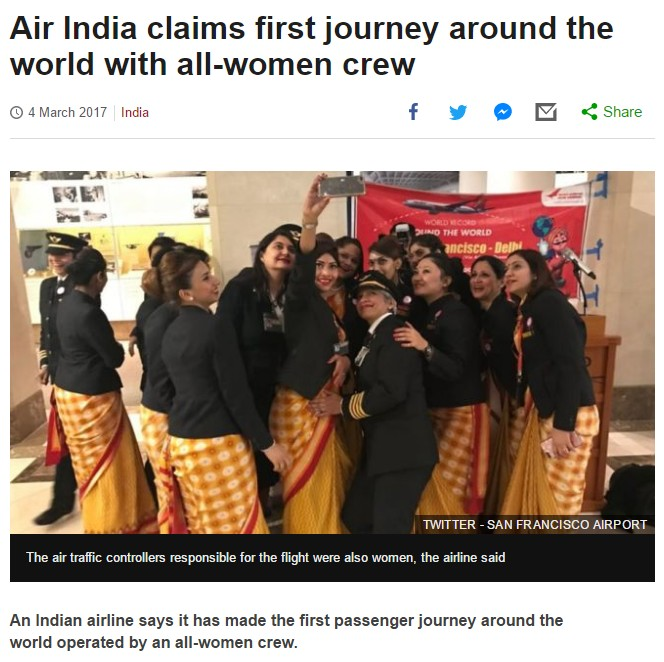 Air India claims first journey around the
world with all-women crew
4 March 2017 India
Share
WORLD RECORD
OUND THE WORLD
ancisco - Delhi
TWITTER - SAN FRANCISCO AIRPORT
The air traffic controllers responsible for the flight were also women, the airline said
An Indian airline says it has made the first passenger journey around the
world operated by an all-women crew.